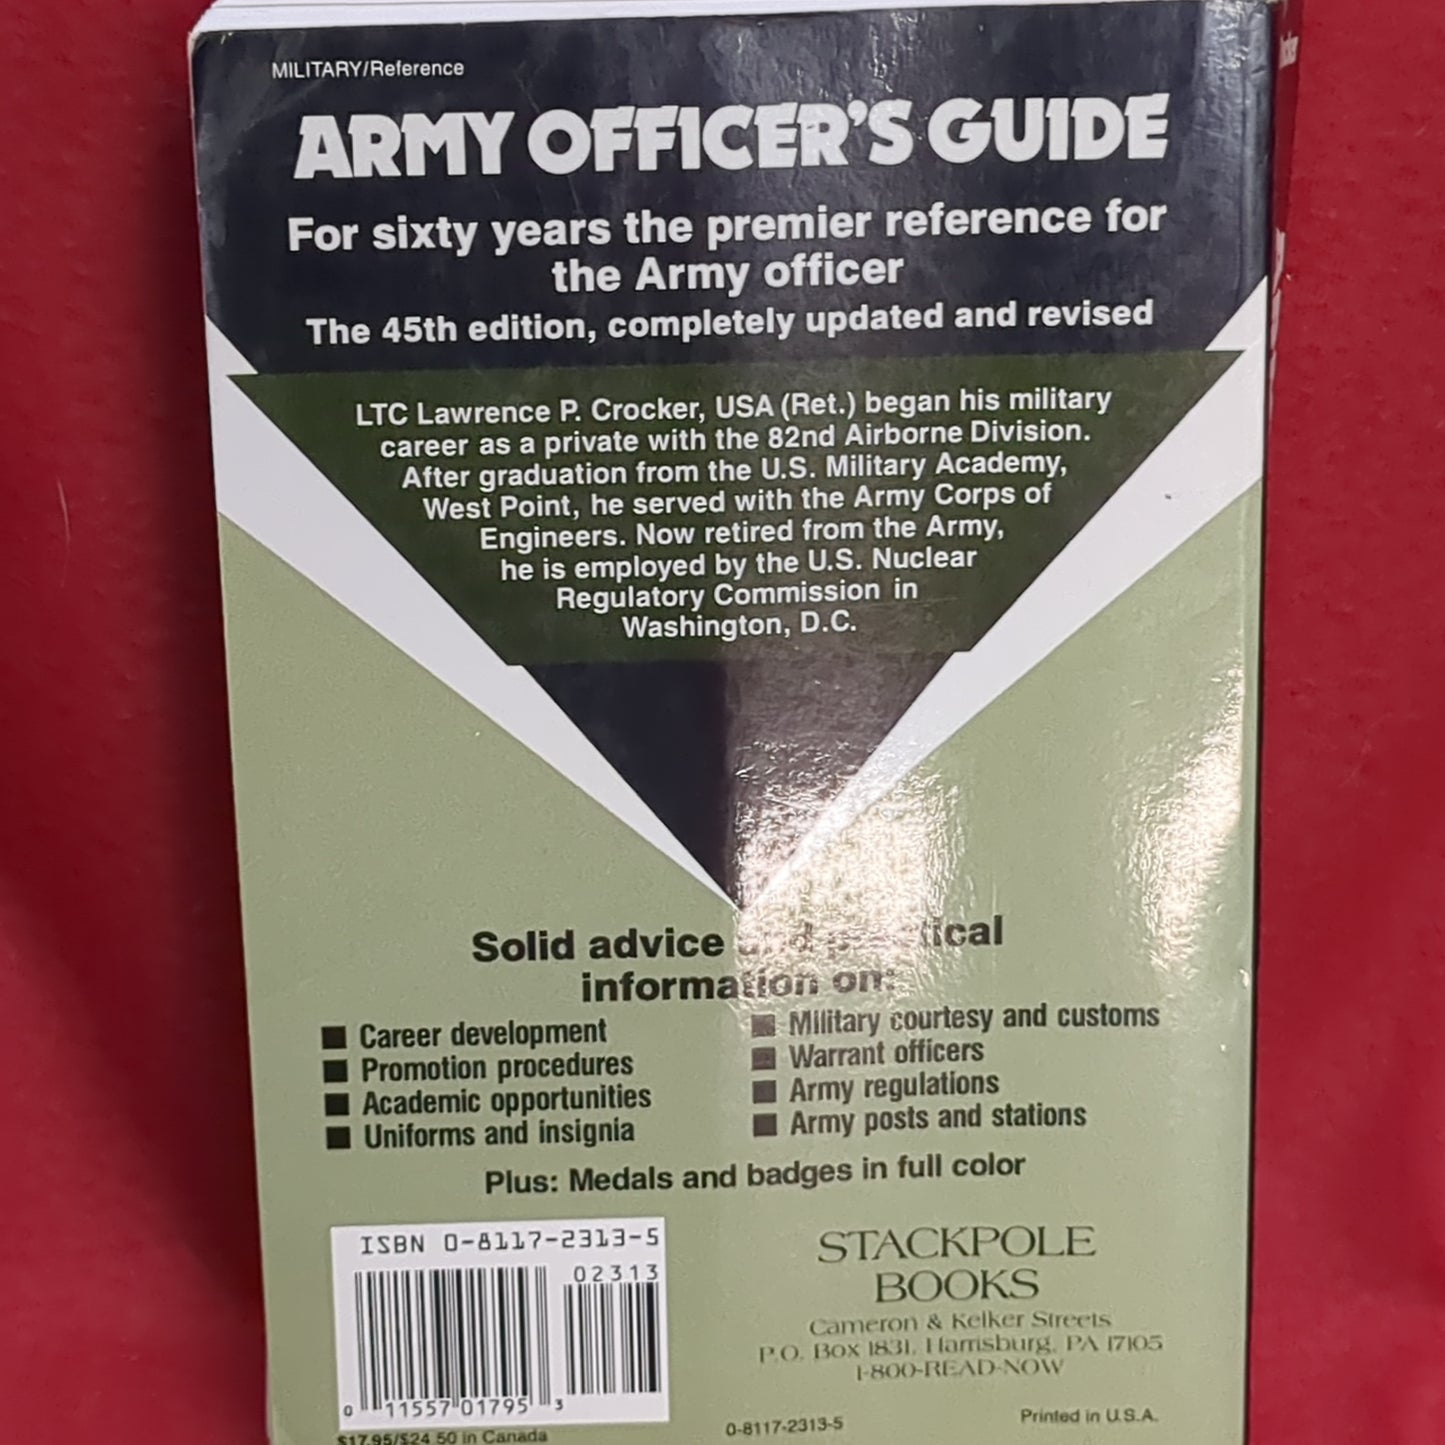 MILITARY/Reference
ARMY OFFICER'S GUIDE
For sixty years the premier reference for
the Army officer
The 45th edition, completely updated and revised
LTC Lawrence P. Crocker, USA (Ret.) began his military
career as a private with the 82nd Airborne Division.
After graduation from the U.S. Military Academy,
West Point, he served with the Army Corps of
Engineers. Now retired from the Army,
he is employed by the U.S. Nuclear
Regulatory Commission in
Washington, D.C.
Solid advice and practical
information on:
■ Career development
■ Promotion procedures
■ Academic opportunities
■ Uniforms and insignia
■ Military courtesy and customs
■ Warrant officers
■ Army regulations
■ Army posts and stations
Plus: Medals and badges in full color
ISBN 0-8117-2313-5
02313
0 11557 01795 3
$17.95/$24.50 in Canada
STACKPOLE
BOOKS
Cameron & Kelker Streets
P.O. Box 1831, Harrisburg, PA 17105
1-800-READ-NOW
0-8117-2313-5
Printed in U.S.A.